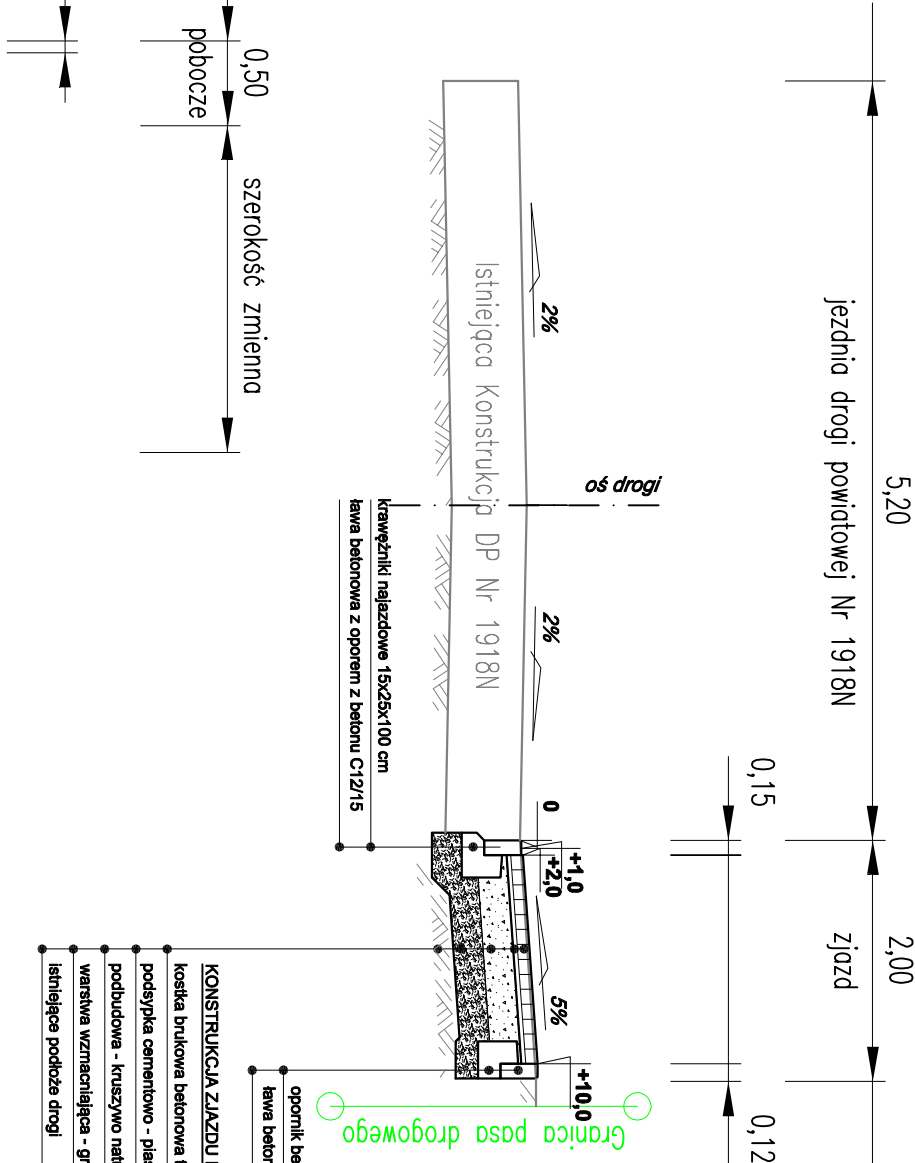 5,20
jezdnia drogi powiatowej Nr 1918N
2,00
zjazd
0,15
0,12
oś drogi
2%
2%
5%
0
+1,0
+2,0
+10,0
Istniejąca Konstrukcja DP Nr 1918N
Granica pasa drogowego
krawężniki najazdowe 15x25x100 cm
ława betonowa z oporem z betonu C12/15
0,50
pobocze
szerokość zmienna
opornik be
ława beton
KONSTRUKCJA ZJAZDU
kostka brukowa betonowa
podsypka cementowo - pias
podbudowa - kruszywo natu
warstwa wzmacniająca - gr
istniejące podłoże drogi